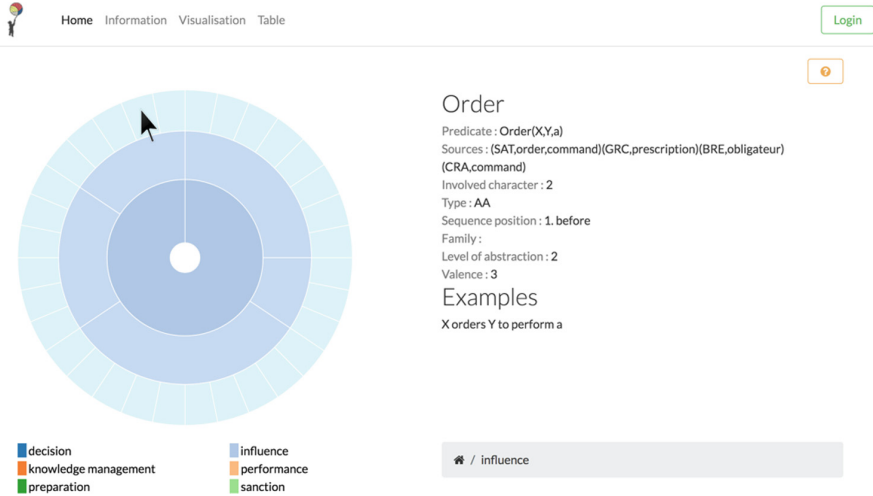 Home Information Visualisation Table Login
Order
Predicate : Order(X,Y,a)
Sources : (SAT,order,command)(GRC,prescription)(BRE,obligateur)
(CRA,command)
Involved character : 2
Type : AA
Sequence position : 1. before
Family :
Level of abstraction : 2
Valence : 3
Examples
X orders Y to perform a
decision
influence
knowledge management
performance
preparation
sanction
/ influence